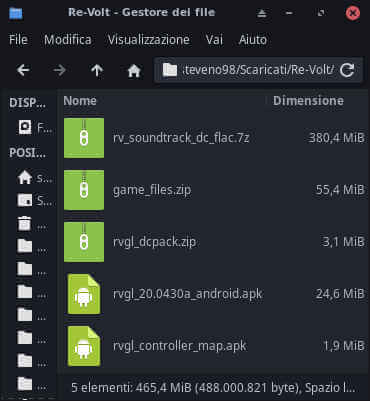 Re-Volt - Gestore dei file
File Modifica Visualizzazione Vai Aiuto
steveno98/Scaricati/Re-Volt/
DISP... Nome Dimensione
F...
rv_soundtrack_dc_flac.7z 380,4 MiB
POSI...
s...
game_files.zip 55,4 MiB
S...
...
rvgl_dcpack.zip 3,1 MiB
...
...
...
rvgl_20.0430a_android.apk 24,6 MiB
...
...
rvgl_controller_map.apk 1,9 MiB
...
...
5 elementi: 465,4 MiB (488.000.821 byte), Spazio l...